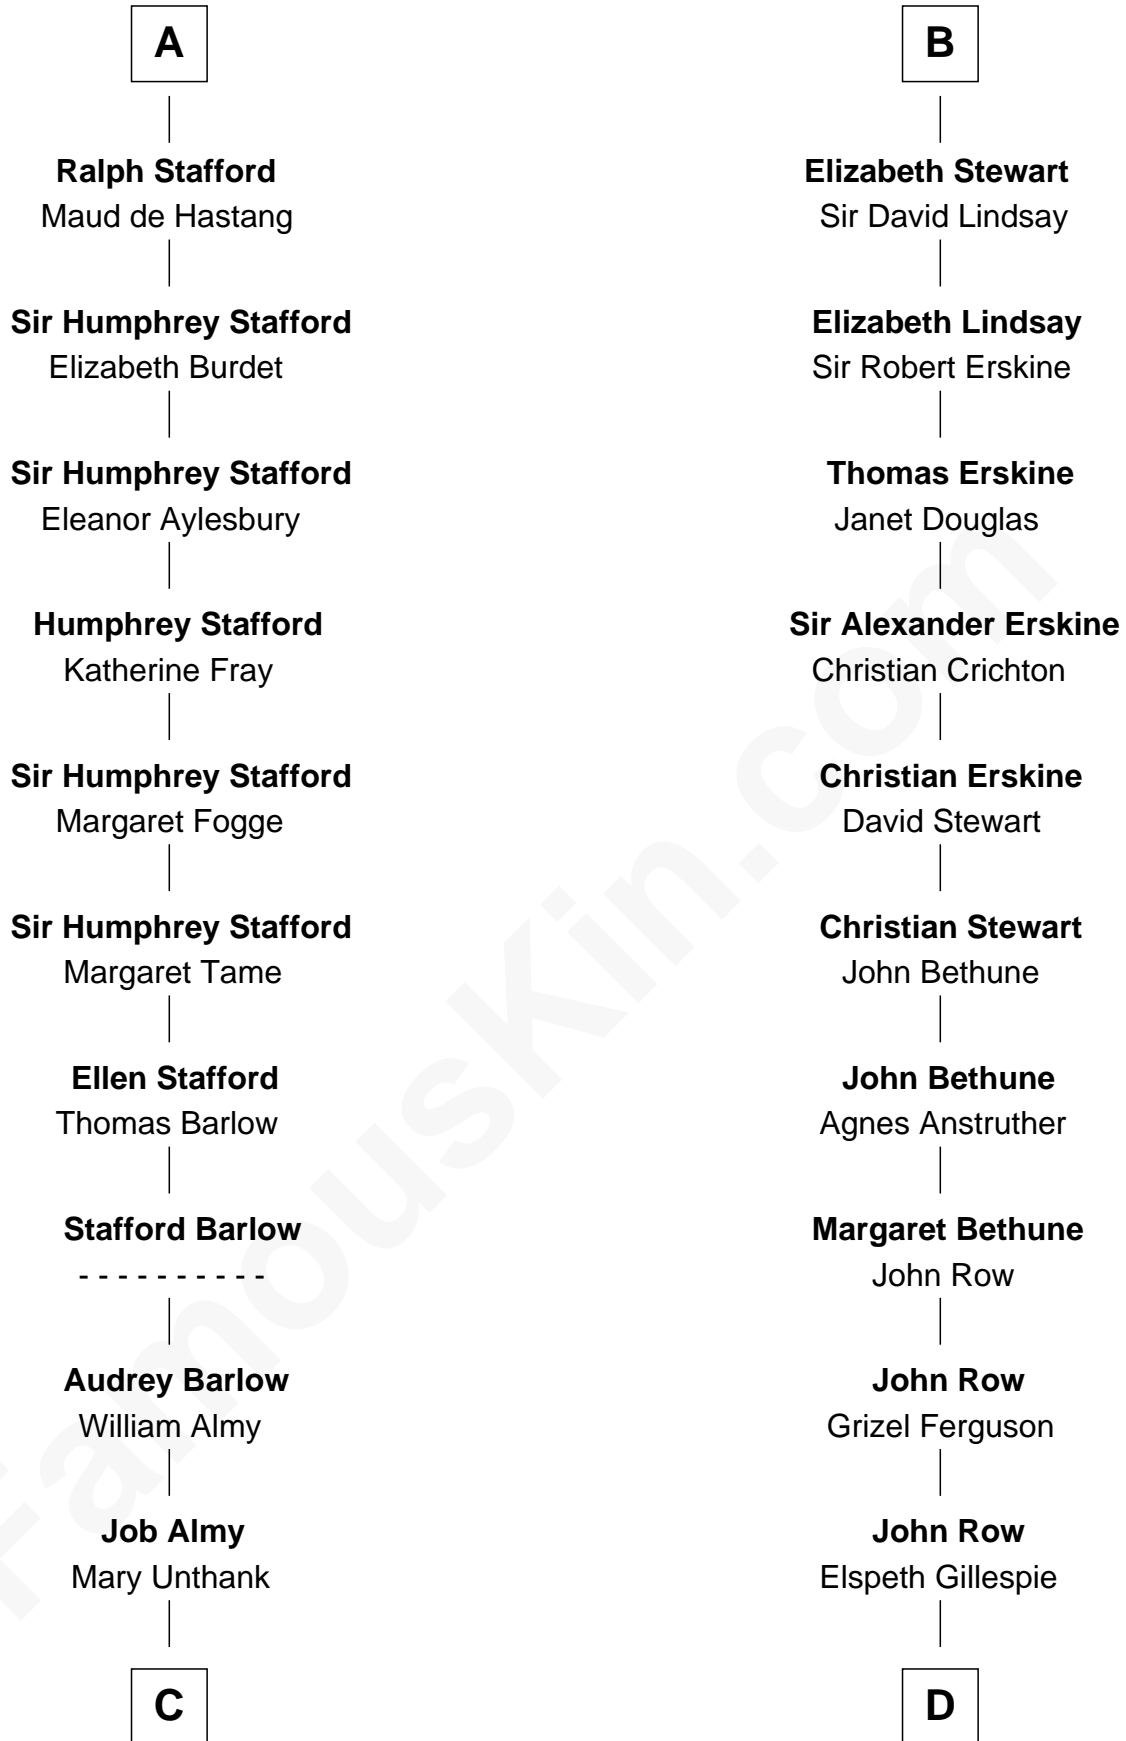 A
Ralph Stafford
Maud de Hastang
Sir Humphrey Stafford
Elizabeth Burdet
Sir Humphrey Stafford
Eleanor Aylesbury
Humphrey Stafford
Katherine Fray
Sir Humphrey Stafford
Margaret Fogge
Sir Humphrey Stafford
Margaret Tame
Ellen Stafford
Thomas Barlow
Stafford Barlow
- - - - - - - - - -
Audrey Barlow
William Almy
Job Almy
Mary Unthank
C
B
Elizabeth Stewart
Sir David Lindsay
Elizabeth Lindsay
Sir Robert Erskine
Thomas Erskine
Janet Douglas
Sir Alexander Erskine
Christian Crichton
Christian Erskine
David Stewart
Christian Stewart
John Bethune
John Bethune
Agnes Anstruther
Margaret Bethune
John Row
John Row
Grizel Ferguson
John Row
Elspeth Gillespie
D
FamousKin.com